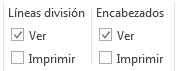 Líneas división
Ver
Imprimir
Encabezados
Ver
Imprimir